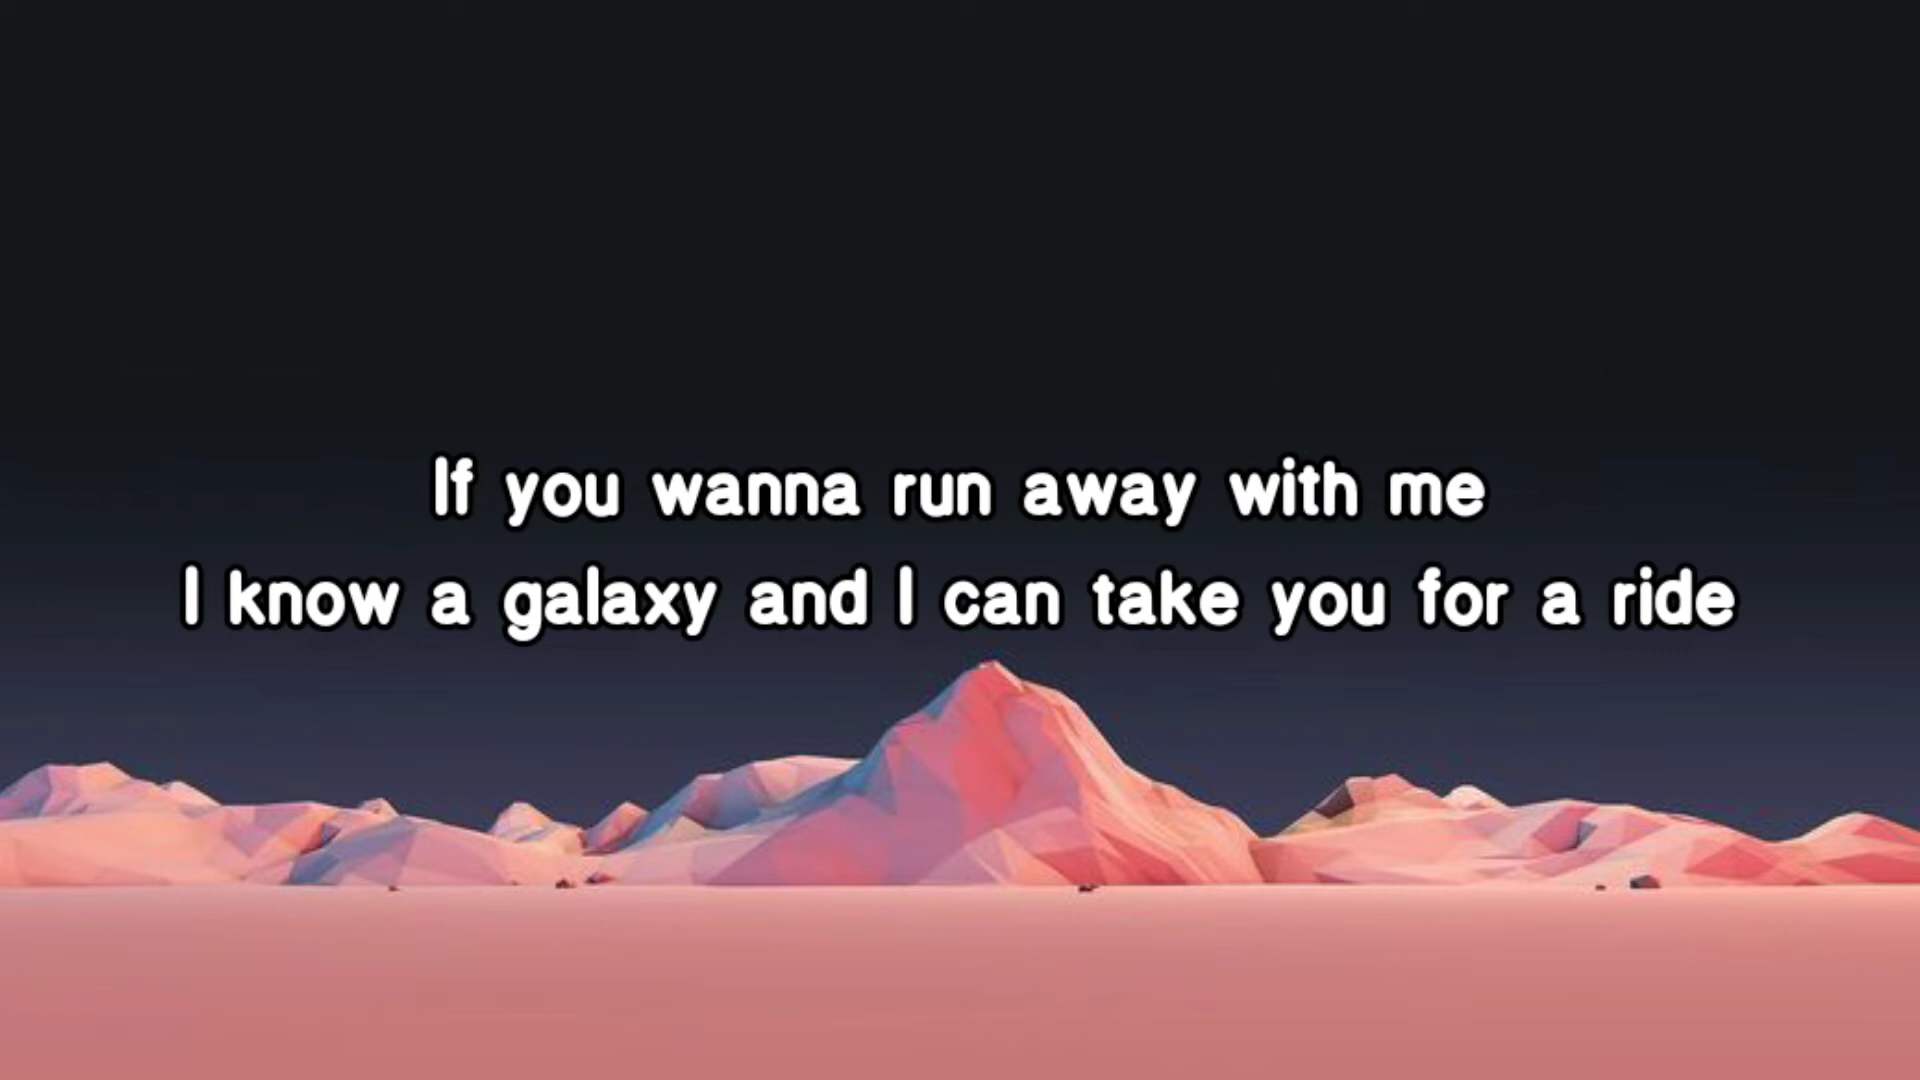 If you wanna run away with me
I know a galaxy and I can take you for a ride